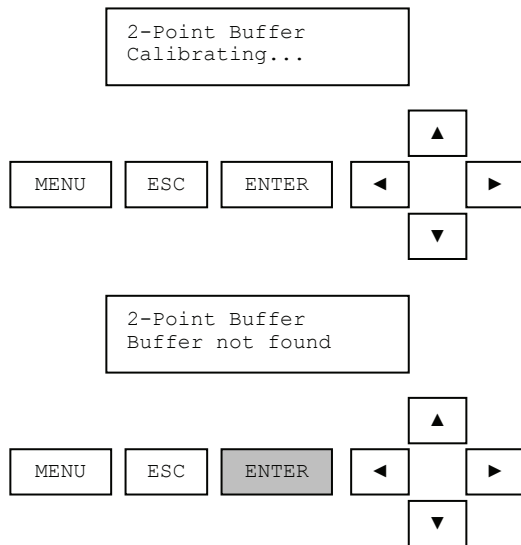 2-Point Buffer
Calibrating...
▲
MENU ESC ENTER ◄ ►
▼
2-Point Buffer
Buffer not found
▲
MENU ESC ENTER ◄ ►
▼